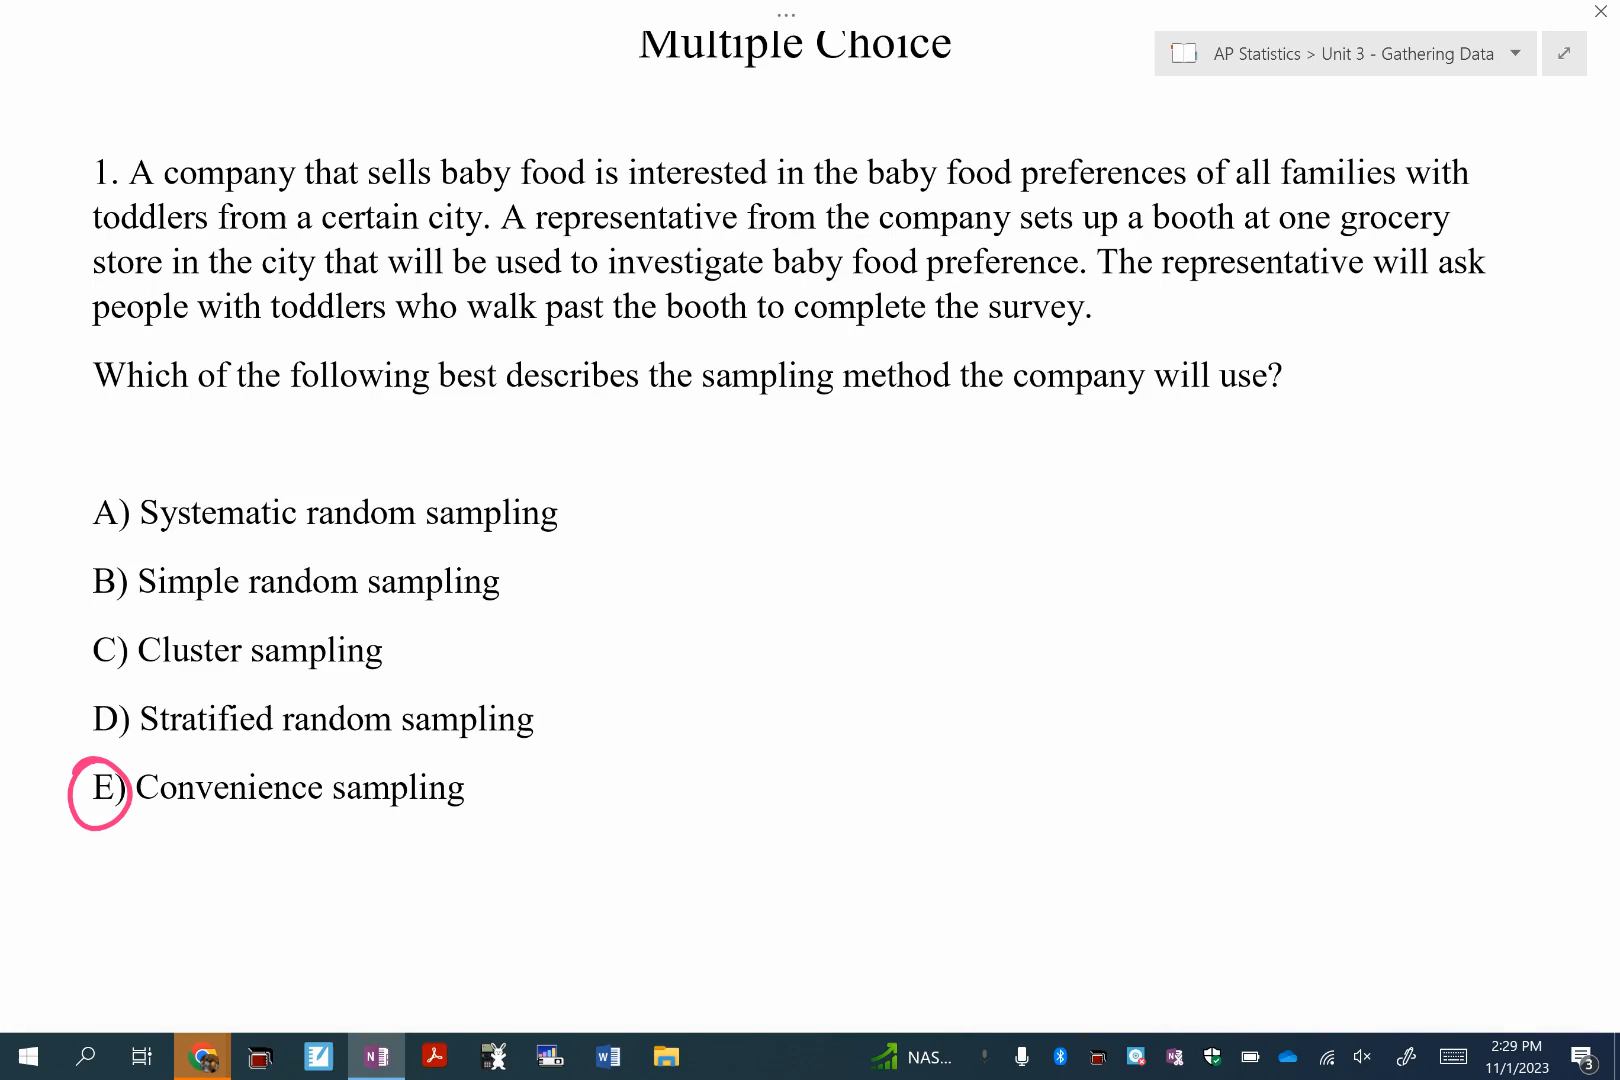 Multiple Choice
AP Statistics > Unit 3 - Gathering Data
1. A company that sells baby food is interested in the baby food preferences of all families with
toddlers from a certain city. A representative from the company sets up a booth at one grocery
store in the city that will be used to investigate baby food preference. The representative will ask
people with toddlers who walk past the booth to complete the survey.
Which of the following best describes the sampling method the company will use?
A) Systematic random sampling
B) Simple random sampling
C) Cluster sampling
D) Stratified random sampling
E) Convenience sampling
NAS...
2:29 PM
11/1/2023
3